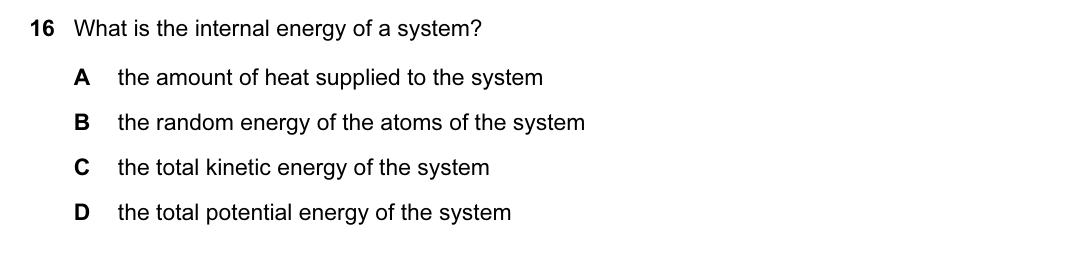 16 What is the internal energy of a system?
A the amount of heat supplied to the system
B the random energy of the atoms of the system
C the total kinetic energy of the system
D the total potential energy of the system